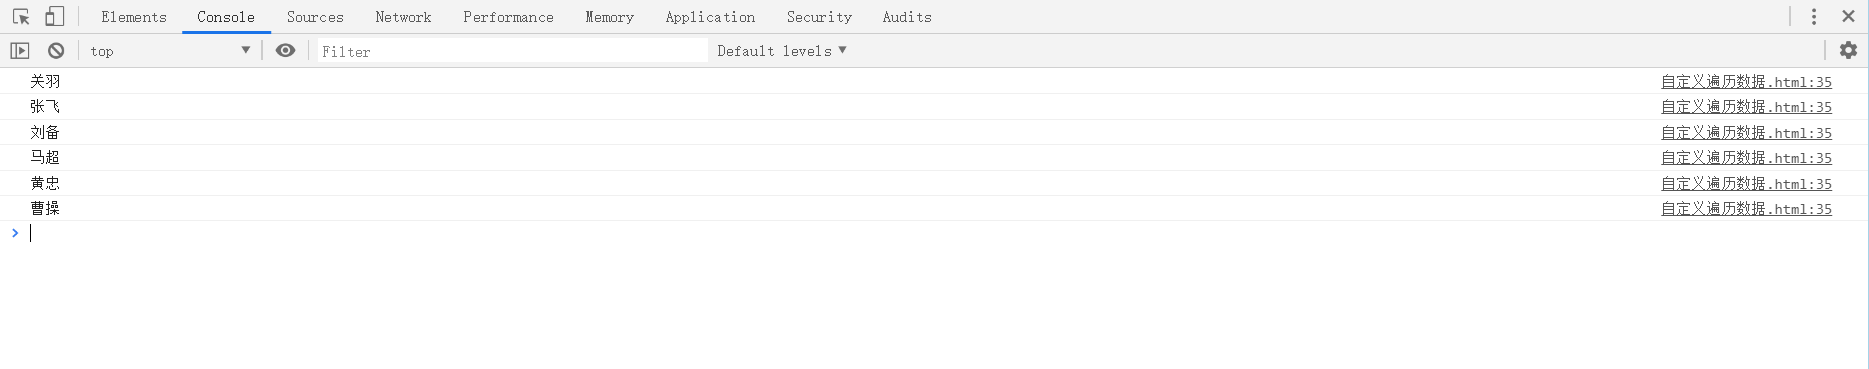 Elements Console Sources Network Performance Memory Application Security Audits
top Filter Default levels
关羽 自定义遍历数据.html:35
张飞 自定义遍历数据.html:35
刘备 自定义遍历数据.html:35
马超 自定义遍历数据.html:35
黄忠 自定义遍历数据.html:35
曹操 自定义遍历数据.html:35